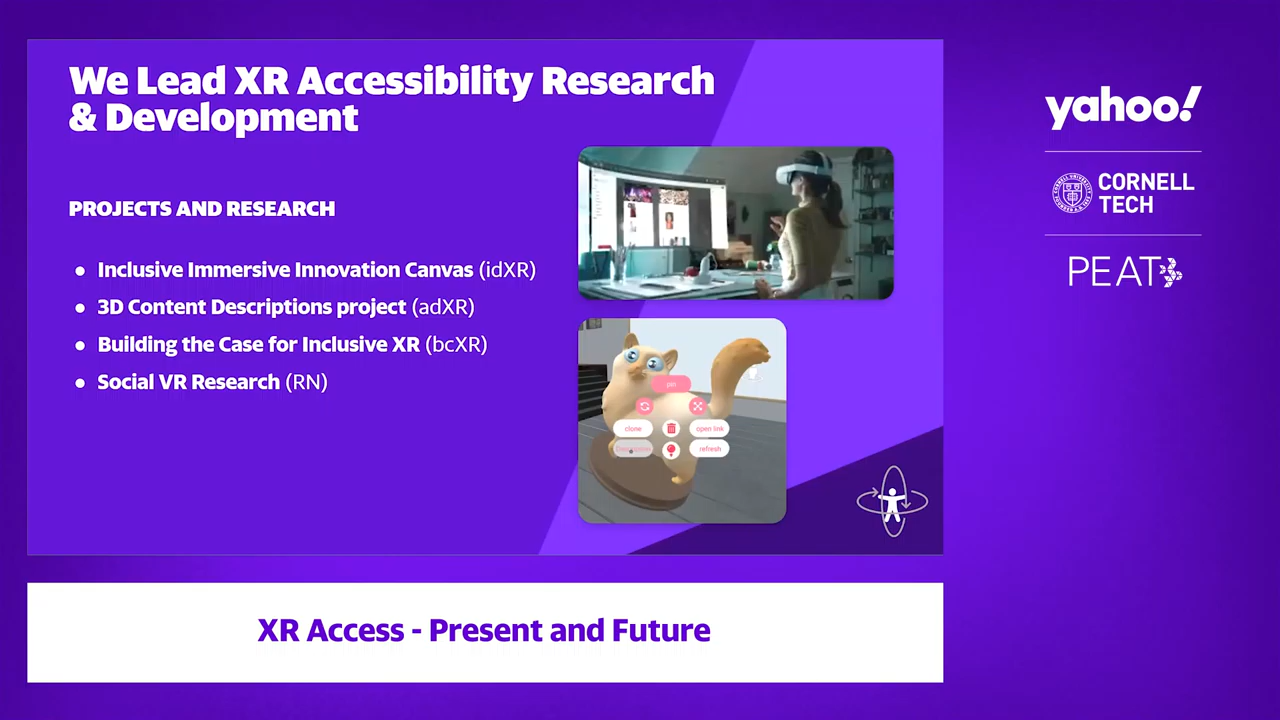 We Lead XR Accessibility Research
& Development
PROJECTS AND RESEARCH
● Inclusive Immersive Innovation Canvas (idXR)
● 3D Content Descriptions project (adXR)
● Building the Case for Inclusive XR (bcXR)
● Social VR Research (RN)
pin
clone
open link
refresh
XR Access - Present and Future
yahoo!
CORNELL
TECH
PEAT